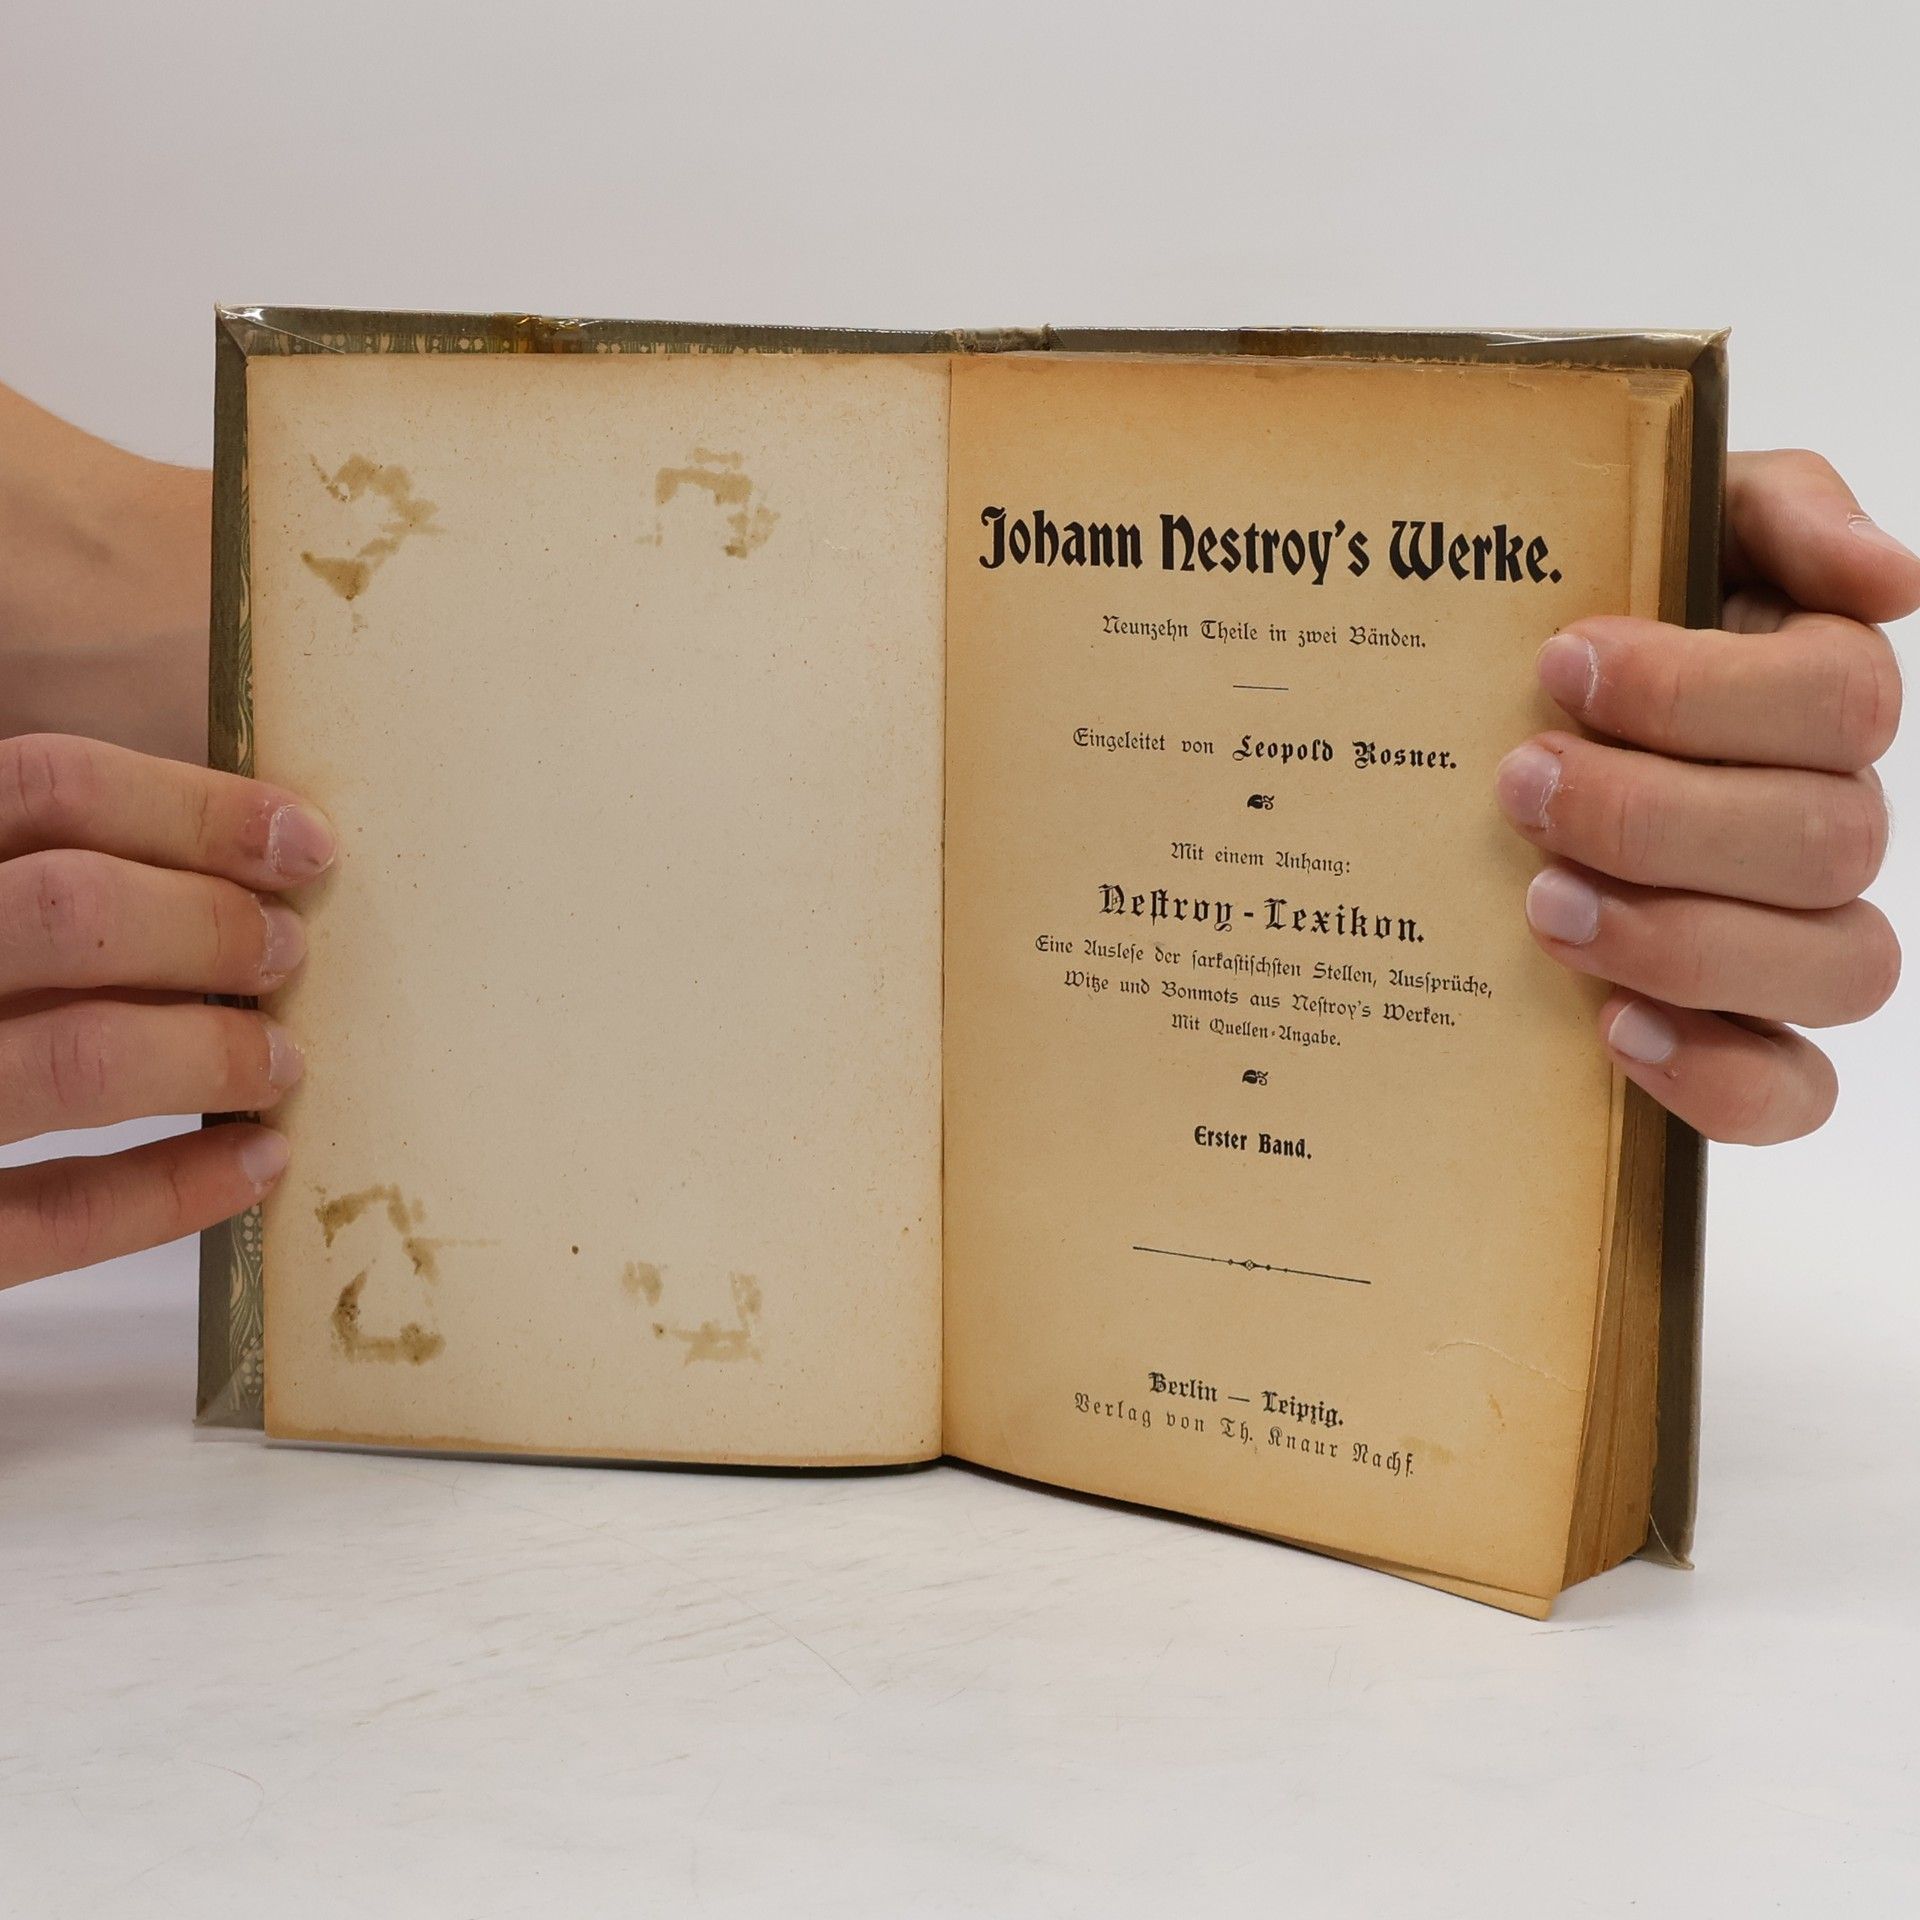 Johann Nestroy's Werke.
Neunzehn Theile in zwei Bänden.
Eingeleitet von Leopold Rosner.
Mit einem Anhang:
Neſtroy-Lexikon.
Eine Ausleſe der ſarkaſtiſchſten Stellen, Ausſprüche,
Witze und Bonmots aus Neſtroy's Werken.
Mit Quellen-Angabe.
Erster Band.
Berlin — Leipzig.
Verlag von Th. Knaur Nachf.